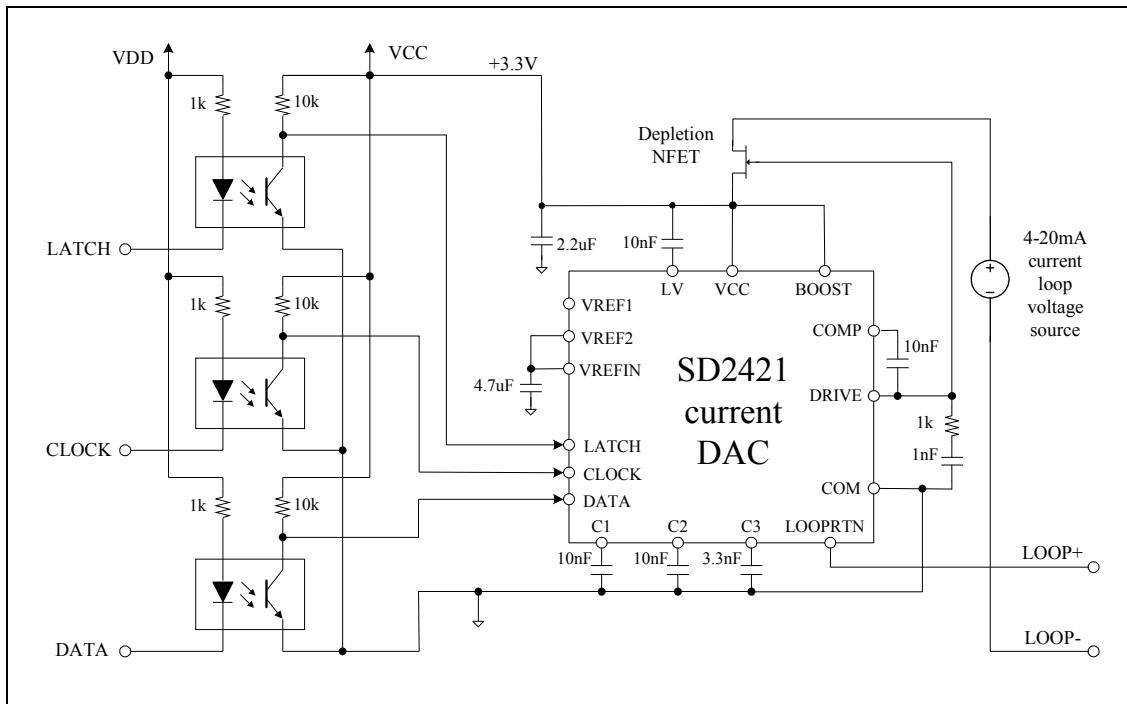 VDD
VCC
+3.3V
1k
10k
LATCH
1k
10k
CLOCK
1k
10k
DATA
Depletion
NFET
2.2uF
10nF
4-20mA
current
loop
voltage
source
LV
VCC
BOOST
VREF1
VREF2
VREFIN
4.7uF
LATCH
CLOCK
DATA
SD2421
current
DAC
COMP
10nF
DRIVE
1k
1nF
COM
C1
C2
C3
LOOPRTN
10nF
10nF
3.3nF
LOOP+
LOOP-